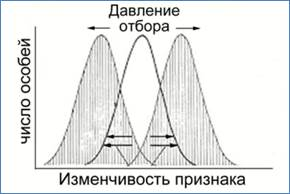 Давление
отбора
число особей
Изменчивость признака